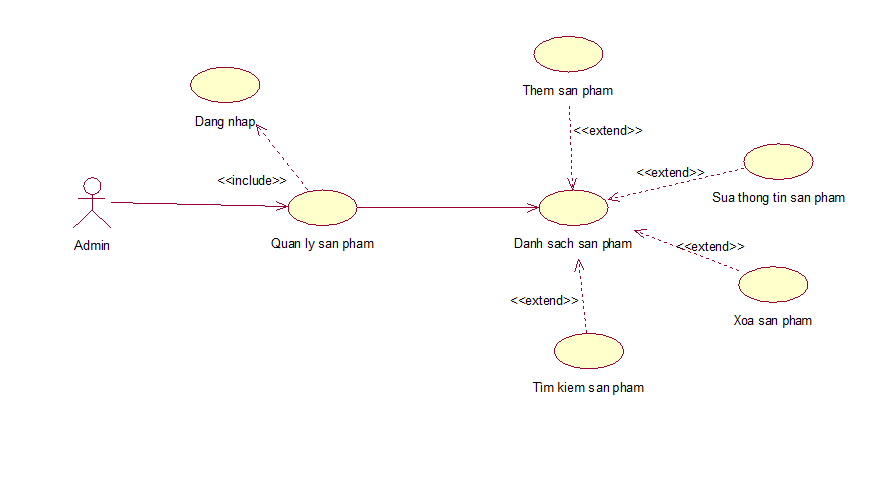 Them san pham
<<extend>>
Dang nhap
<<include>>
<<extend>>
Sua thong tin san pham
Admin
Quan ly san pham
Danh sach san pham
<<extend>>
<<extend>>
Xoa san pham
Tim kiem san pham